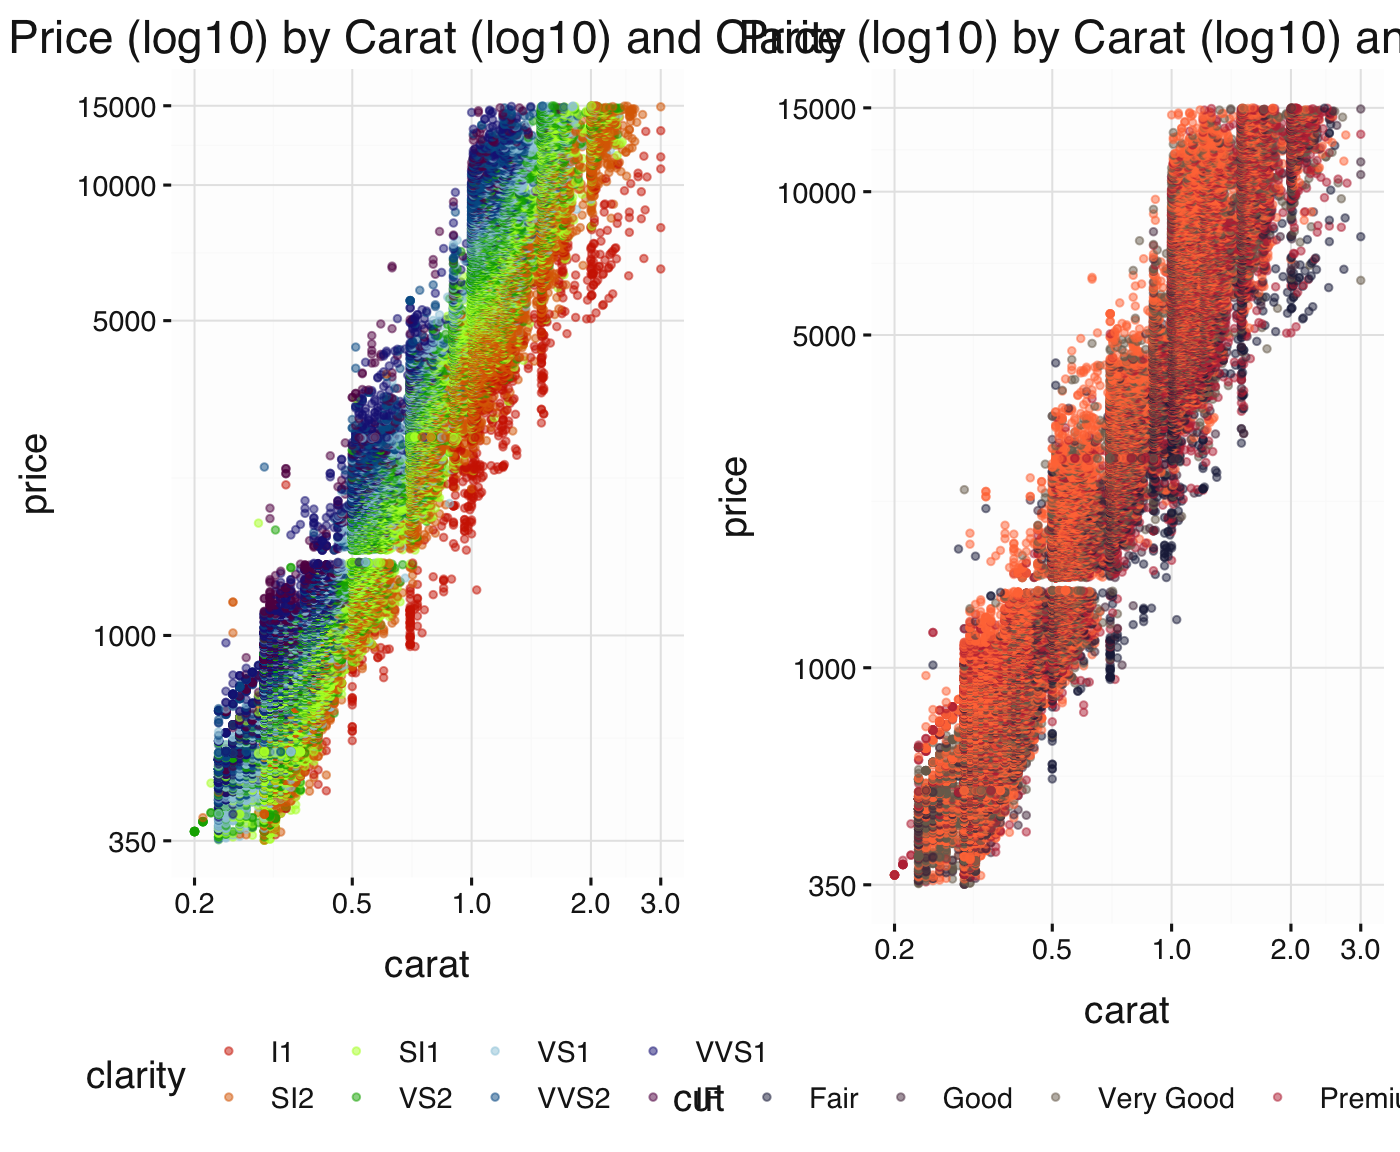 Price (log10) by Carat (log10) and Clarity
Price (log10) by Carat (log10) an
price
15000
10000
5000
1000
350
0.2 0.5 1.0 2.0 3.0
carat
price
15000
10000
5000
1000
350
0.2 0.5 1.0 2.0 3.0
carat
clarity
I1 SI1 VS1 VVS1
SI2 VS2 VVS2 IF
cut
Fair Good Very Good Premiu